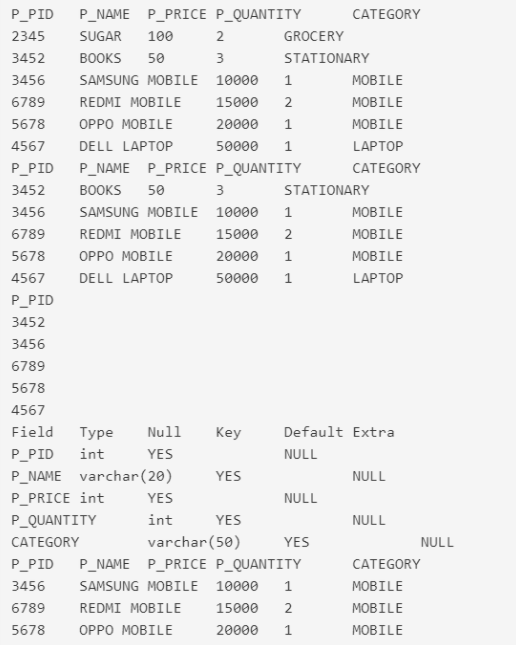 P_PID P_NAME P_PRICE P_QUANTITY CATEGORY
2345 SUGAR 100 2 GROCERY
3452 BOOKS 50 3 STATIONARY
3456 SAMSUNG MOBILE 10000 1 MOBILE
6789 REDMI MOBILE 15000 2 MOBILE
5678 OPPO MOBILE 20000 1 MOBILE
4567 DELL LAPTOP 50000 1 LAPTOP
P_PID P_NAME P_PRICE P_QUANTITY CATEGORY
3452 BOOKS 50 3 STATIONARY
3456 SAMSUNG MOBILE 10000 1 MOBILE
6789 REDMI MOBILE 15000 2 MOBILE
5678 OPPO MOBILE 20000 1 MOBILE
4567 DELL LAPTOP 50000 1 LAPTOP
P_PID
3452
3456
6789
5678
4567
Field Type Null Key Default Extra
P_PID int YES NULL
P_NAME varchar(20) YES NULL
P_PRICE int YES NULL
P_QUANTITY int YES NULL
CATEGORY varchar(50) YES NULL
P_PID P_NAME P_PRICE P_QUANTITY CATEGORY
3456 SAMSUNG MOBILE 10000 1 MOBILE
6789 REDMI MOBILE 15000 2 MOBILE
5678 OPPO MOBILE 20000 1 MOBILE